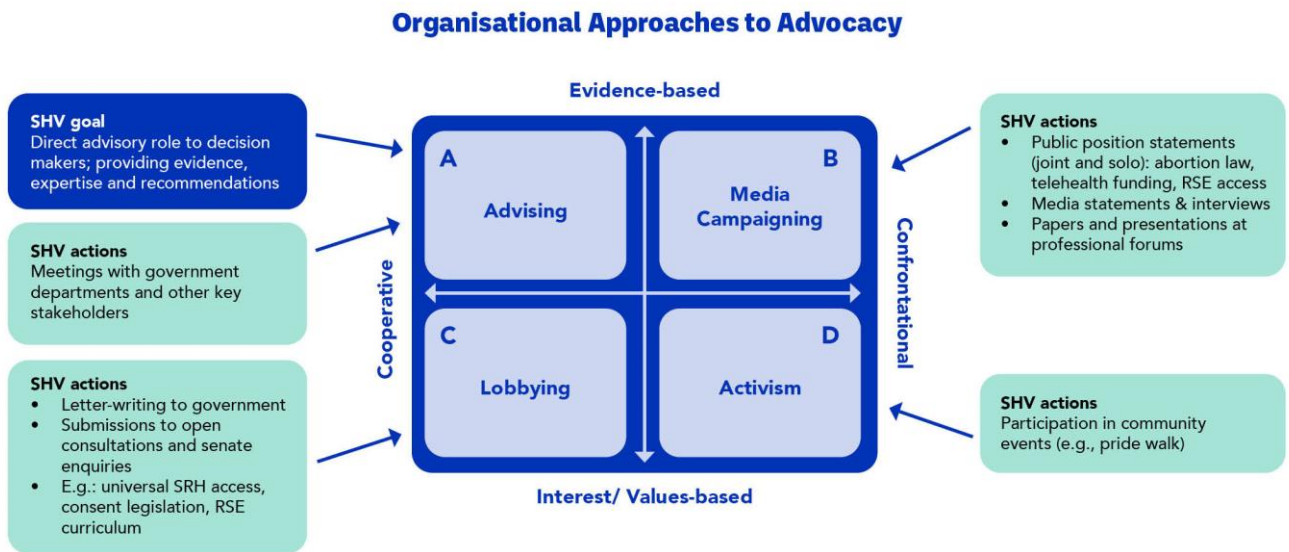 Organisational Approaches to Advocacy
Evidence-based
SHV goal
Direct advisory role to decision
makers; providing evidence,
expertise and recommendations
SHV actions
Meetings with government
departments and other key
stakeholders
SHV actions
• Letter-writing to government
• Submissions to open
consultations and senate
enquiries
• E.g.: universal SRH access,
consent legislation, RSE
curriculum
Cooperative
A
Advising
B
Media
Campaigning
C
Lobbying
D
Activism
Confrontational
Interest/ Values-based
SHV actions
• Public position statements
(joint and solo): abortion law,
telehealth funding, RSE access
• Media statements & interviews
• Papers and presentations at
professional forums
SHV actions
Participation in community
events (e.g., pride walk)